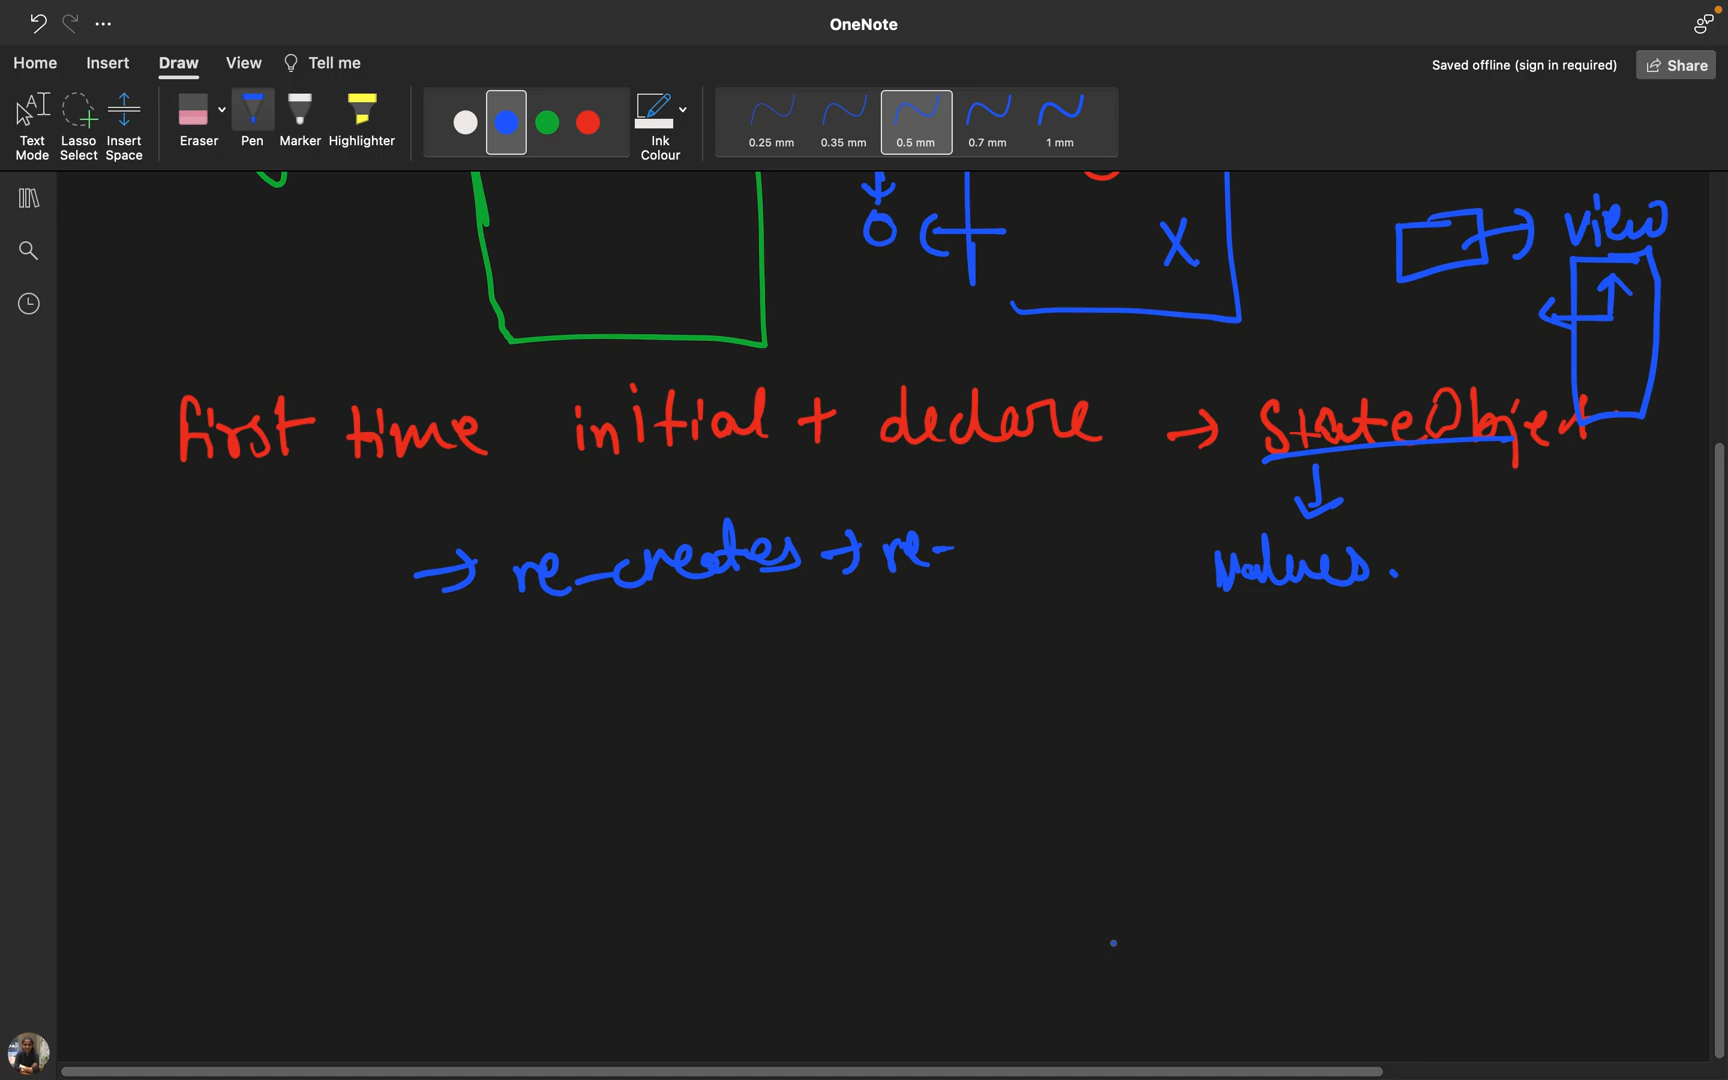 OneNote
Home Insert Draw View Tell me
Saved offline (sign in required) Share
Text Mode
Lasso Select
Insert Space
Eraser
Pen
Marker
Highlighter
Ink Colour
0.25 mm
0.35 mm
0.5 mm
0.7 mm
1 mm
view
X
first time initial + declare → StateObject
→ re-creates → re-
values.